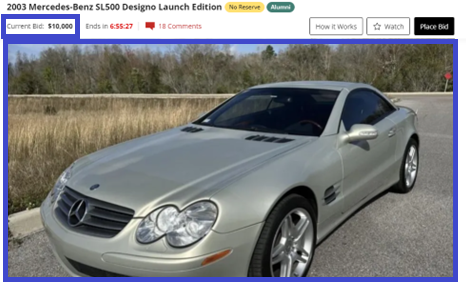 2003 Mercedes-Benz SL500 Designo Launch Edition No Reserve Alumni
Current Bid: $10,000 Ends in 6:55:27 18 Comments How it Works Watch Place Bid